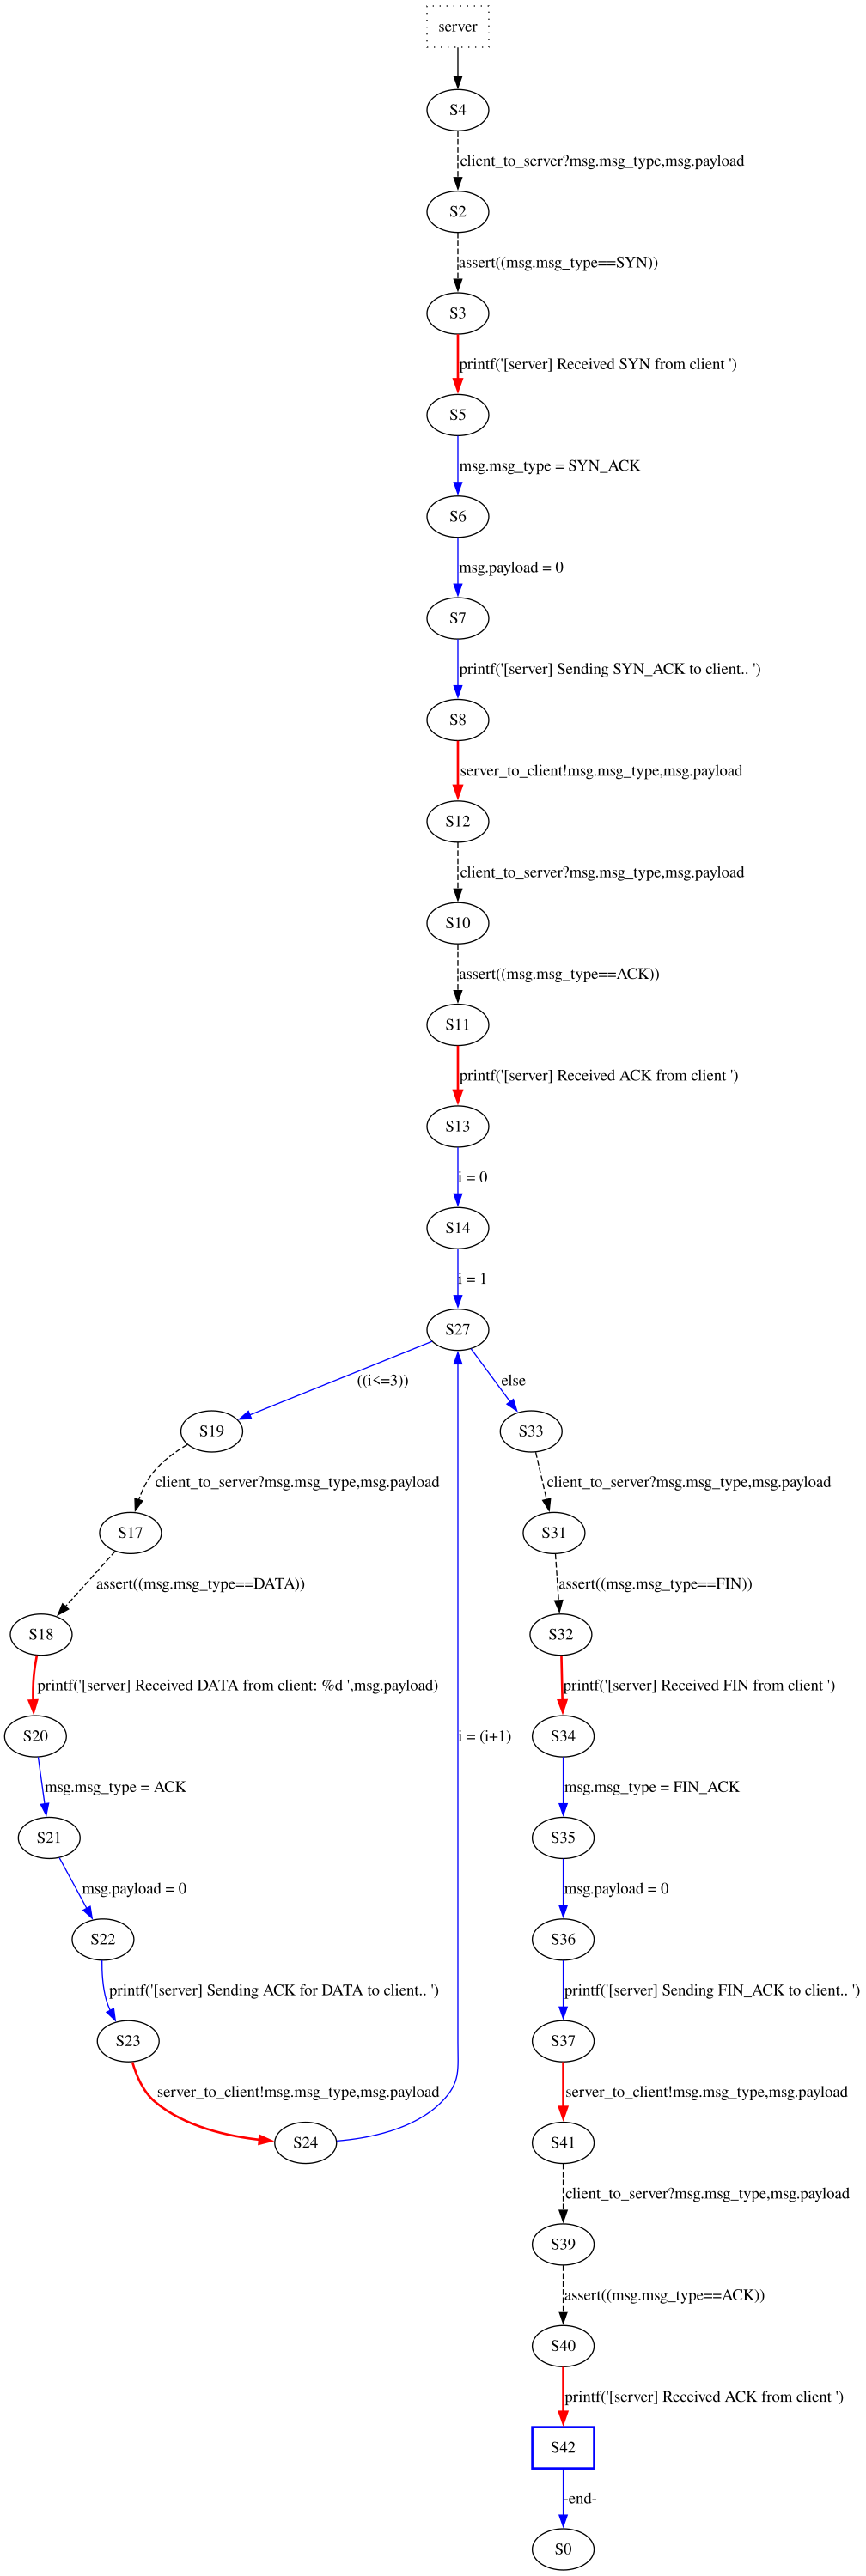 server
S4
client_to_server?msg.msg_type,msg.payload
S2
assert((msg.msg_type==SYN))
S3
printf('[server] Received SYN from client ')
S5
msg.msg_type = SYN_ACK
S6
msg.payload = 0
S7
printf('[server] Sending SYN_ACK to client.. ')
S8
server_to_client!msg.msg_type,msg.payload
S12
client_to_server?msg.msg_type,msg.payload
S10
assert((msg.msg_type==ACK))
S11
printf('[server] Received ACK from client ')
S13
i = 0
S14
i = 1
S27
((i<=3))
else
S19
S33
client_to_server?msg.msg_type,msg.payload
client_to_server?msg.msg_type,msg.payload
S17
S31
assert((msg.msg_type==DATA))
assert((msg.msg_type==FIN))
S18
S32
printf('[server] Received DATA from client: %d ',msg.payload)
printf('[server] Received FIN from client ')
S20
i = (i+1)
S34
msg.msg_type = ACK
msg.msg_type = FIN_ACK
S21
S35
msg.payload = 0
msg.payload = 0
S22
S36
printf('[server] Sending ACK for DATA to client.. ')
printf('[server] Sending FIN_ACK to client.. ')
S23
S37
server_to_client!msg.msg_type,msg.payload
server_to_client!msg.msg_type,msg.payload
S24
S41
client_to_server?msg.msg_type,msg.payload
S39
assert((msg.msg_type==ACK))
S40
printf('[server] Received ACK from client ')
S42
-end-
S0